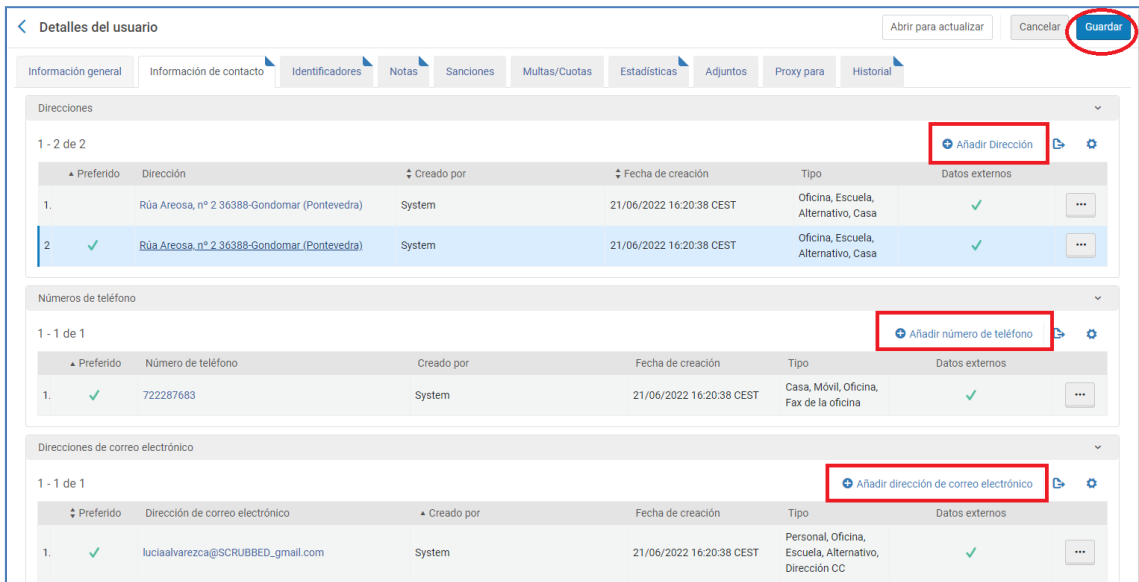 Detalles del usuario Abrir para actualizar Cancelar Guardar
Información general Información de contacto Identificadores Notas Sanciones Multas/Cuotas Estadísticas Adjuntos Proxy para Historial
Direcciones
1 - 2 de 2 Añadir Dirección
Preferido Dirección Creado por Fecha de creación Tipo Datos externos
1. Rúa Areosa, nº 2 36388-Gondomar (Pontevedra) System 21/06/2022 16:20:38 CEST Oficina, Escuela,
Alternativo, Casa
2 Rúa Areosa, nº 2 36388-Gondomar (Pontevedra) System 21/06/2022 16:20:38 CEST Oficina, Escuela,
Alternativo, Casa
Números de teléfono
1 - 1 de 1 Añadir número de teléfono
Preferido Número de teléfono Creado por Fecha de creación Tipo Datos externos
1. 722287683 System 21/06/2022 16:20:38 CEST Casa, Móvil, Oficina,
Fax de la oficina
Direcciones de correo electrónico
1 - 1 de 1 Añadir dirección de correo electrónico
Preferido Dirección de correo electrónico Creado por Fecha de creación Tipo Datos externos
1. luciaalvarezca@SCRUBBED_gmail.com System 21/06/2022 16:20:38 CEST Personal, Oficina,
Escuela, Alternativo,
Dirección CC